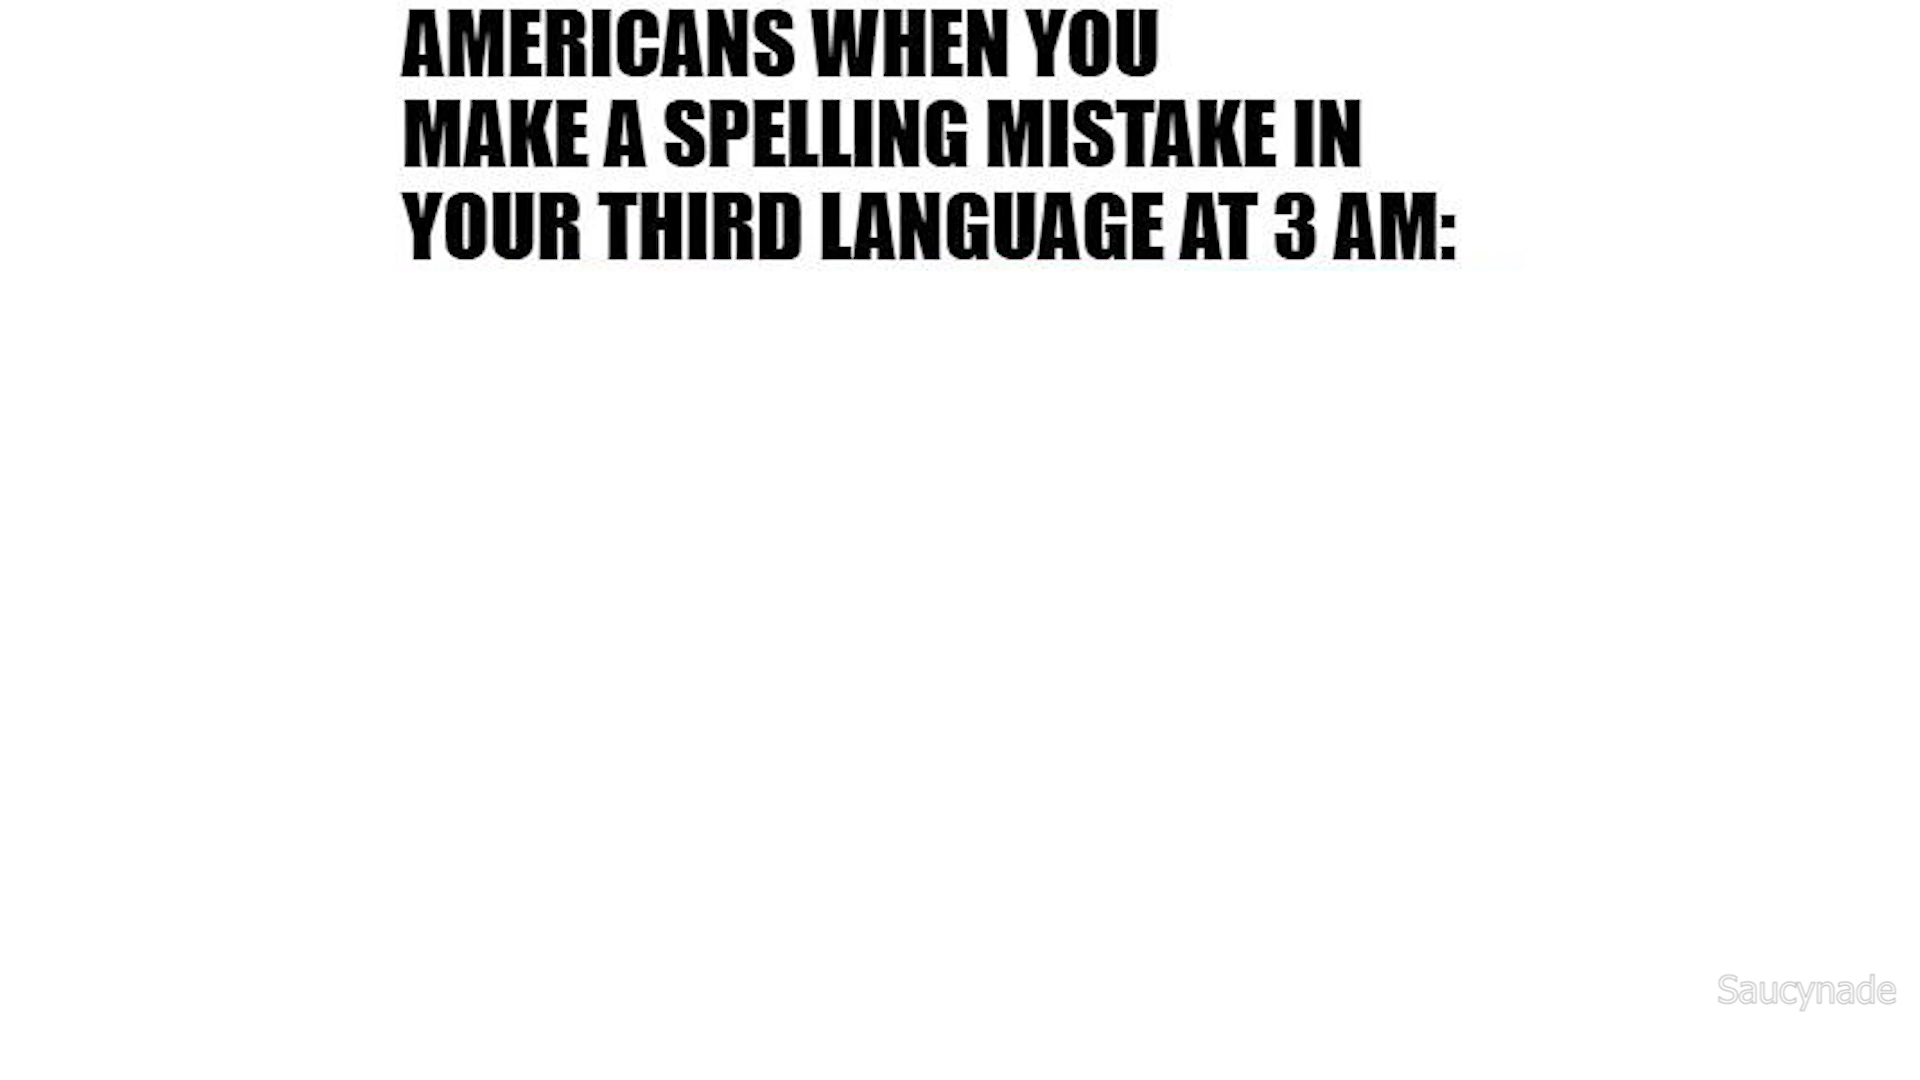 AMERICANS WHEN YOU
MAKE A SPELLING MISTAKE IN
YOUR THIRD LANGUAGE AT 3 AM:
Saucynade